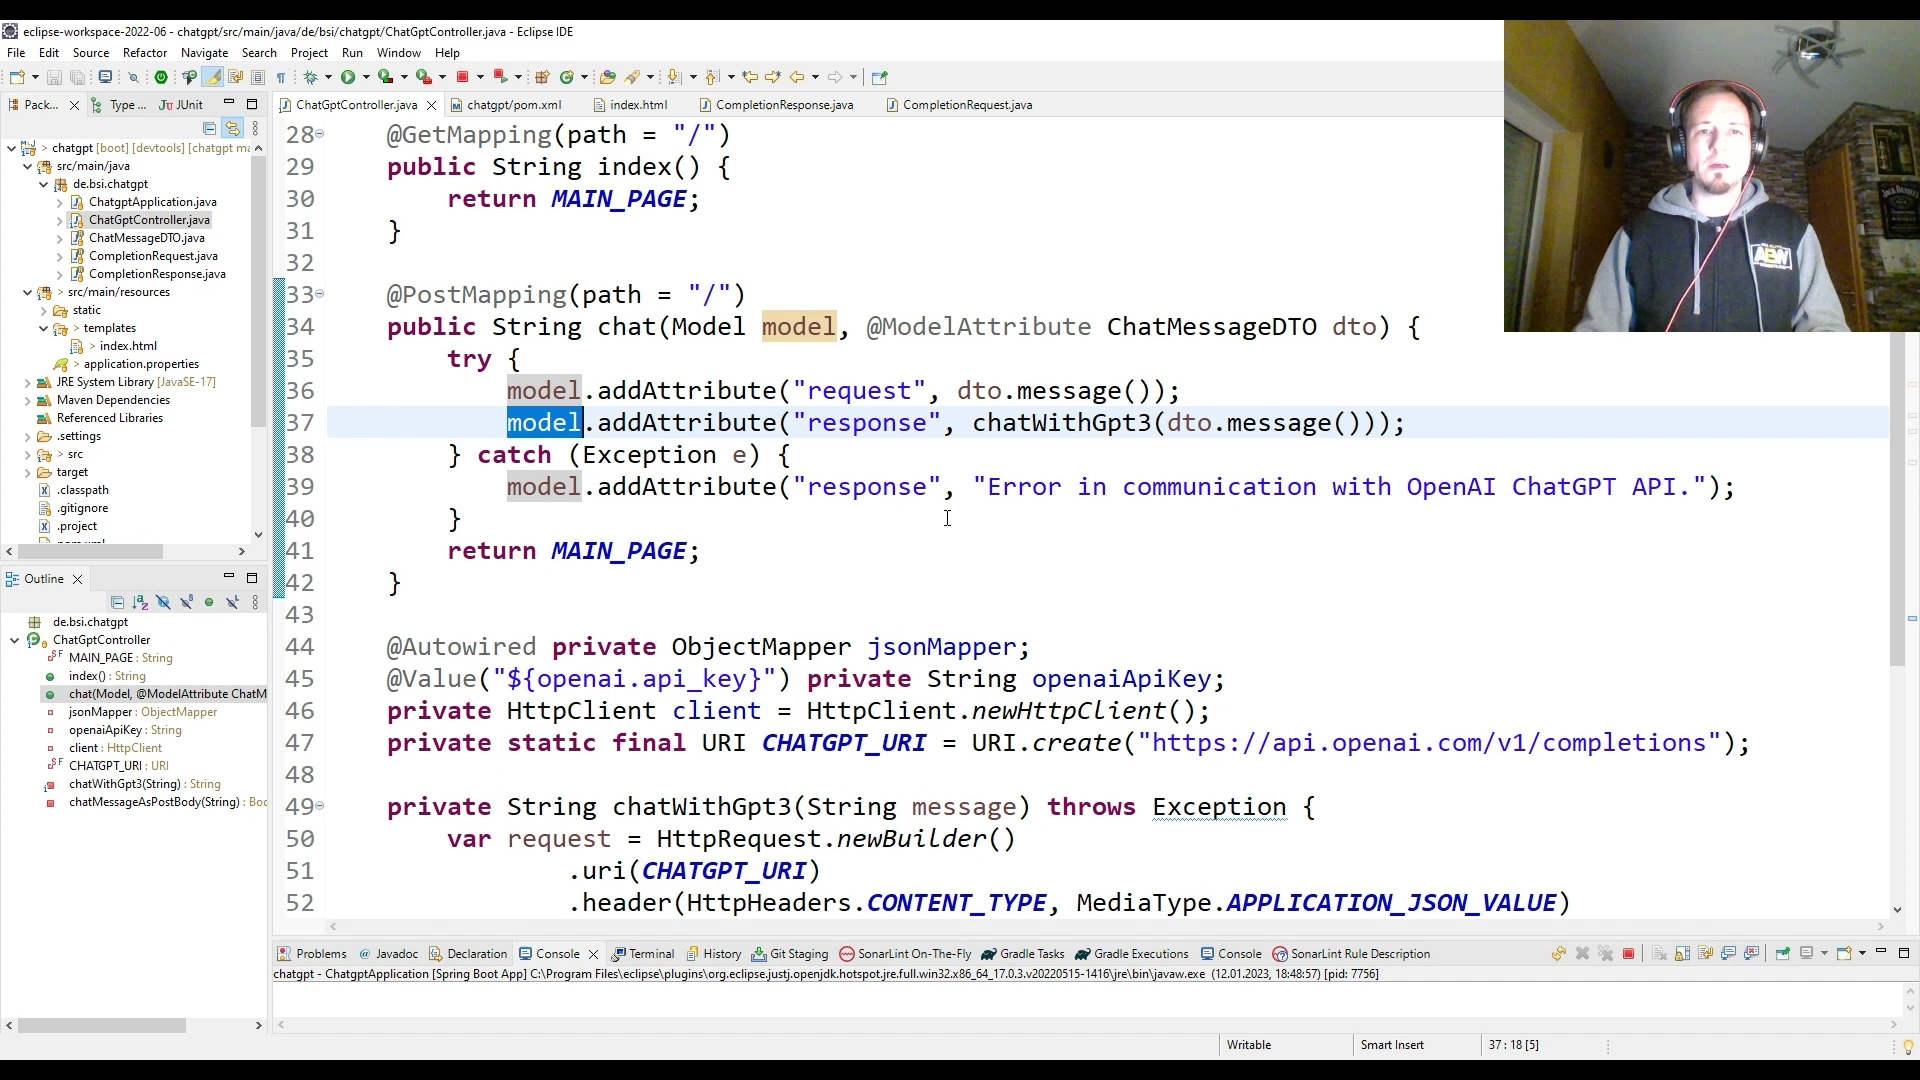 eclipse-workspace-2022-06 - chatgpt/src/main/java/de/bsi/chatgpt/ChatGptController.java - Eclipse IDE
File Edit Source Refactor Navigate Search Project Run Window Help
Pack... Type ... JUnit
ChatGptController.java chatgpt/pom.xml index.html CompletionResponse.java CompletionRequest.java
chatgpt [boot] [devtools] [chatgpt ma
src/main/java
de.bsi.chatgpt
ChatgptApplication.java
ChatGptController.java
ChatMessageDTO.java
CompletionRequest.java
CompletionResponse.java
src/main/resources
static
templates
index.html
application.properties
JRE System Library [JavaSE-17]
Maven Dependencies
Referenced Libraries
.settings
src
target
.classpath
.gitignore
.project
Outline
de.bsi.chatgpt
ChatGptController
MAIN_PAGE : String
index() : String
chat(Model, @ModelAttribute ChatM
jsonMapper : ObjectMapper
openaiApiKey : String
client : HttpClient
CHATGPT_URI : URI
chatWithGpt3(String) : String
chatMessageAsPostBody(String) : Boo
28 @GetMapping(path = "/")
29 public String index() {
30 return MAIN_PAGE;
31 }
32
33 @PostMapping(path = "/")
34 public String chat(Model model, @ModelAttribute ChatMessageDTO dto) {
35 try {
36 model.addAttribute("request", dto.message());
37 model.addAttribute("response", chatWithGpt3(dto.message()));
38 } catch (Exception e) {
39 model.addAttribute("response", "Error in communication with OpenAI ChatGPT API.");
40 }
41 return MAIN_PAGE;
42 }
43
44 @Autowired private ObjectMapper jsonMapper;
45 @Value("${openai.api_key}") private String openaiApiKey;
46 private HttpClient client = HttpClient.newHttpClient();
47 private static final URI CHATGPT_URI = URI.create("https://api.openai.com/v1/completions");
48
49 private String chatWithGpt3(String message) throws Exception {
50 var request = HttpRequest.newBuilder()
51 .uri(CHATGPT_URI)
52 .header(HttpHeaders.CONTENT_TYPE, MediaType.APPLICATION_JSON_VALUE)
AEW
JACK DANIEL'S
Problems Javadoc Declaration Console Terminal History Git Staging SonarLint On-The-Fly Gradle Tasks Gradle Executions Console SonarLint Rule Description
chatgpt - ChatgptApplication [Spring Boot App] C:\Program Files\eclipse\plugins\org.eclipse.justj.openjdk.hotspot.jre.full.win32.x86_64_17.0.3.v20220515-1416\jre\bin\javaw.exe (12.01.2023, 18:48:57) [pid: 7756]
Writable Smart Insert 37 : 18 [5]